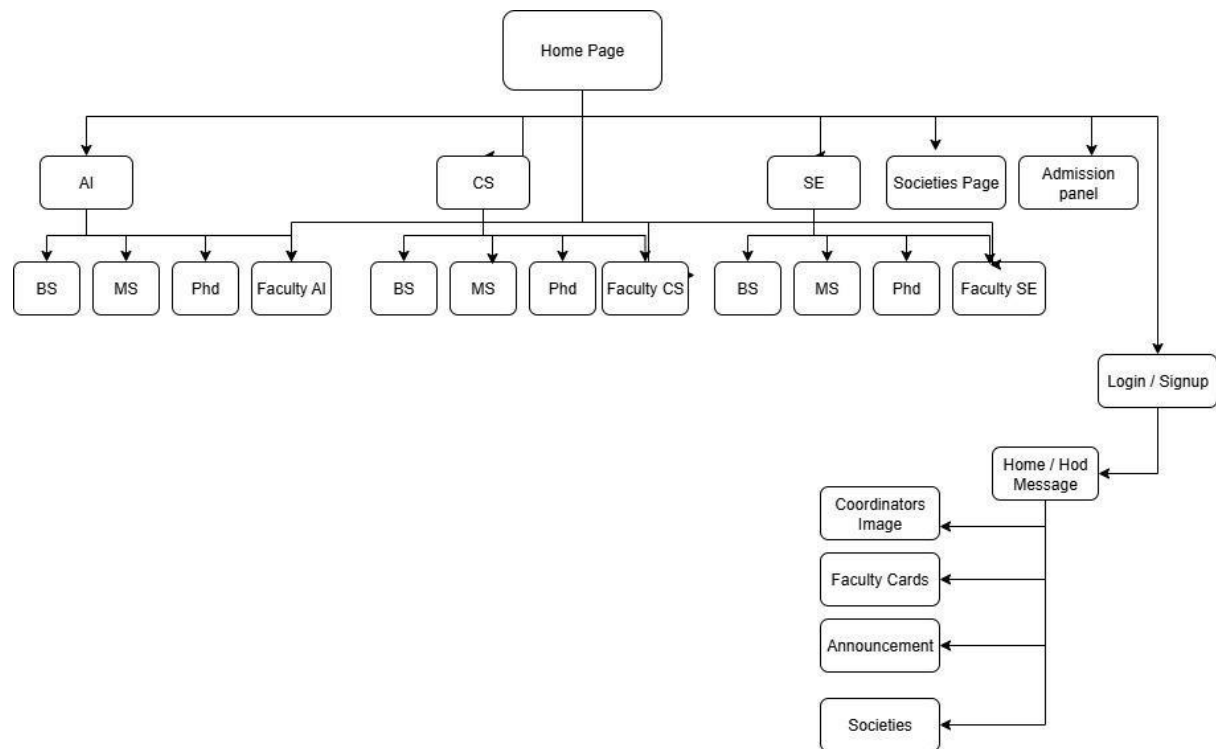 Home Page
AI
CS
SE
Societies Page
Admission
panel
BS
MS
Phd
Faculty AI
BS
MS
Phd
Faculty CS
BS
MS
Phd
Faculty SE
Login / Signup
Home / Hod
Message
Coordinators
Image
Faculty Cards
Announcement
Societies